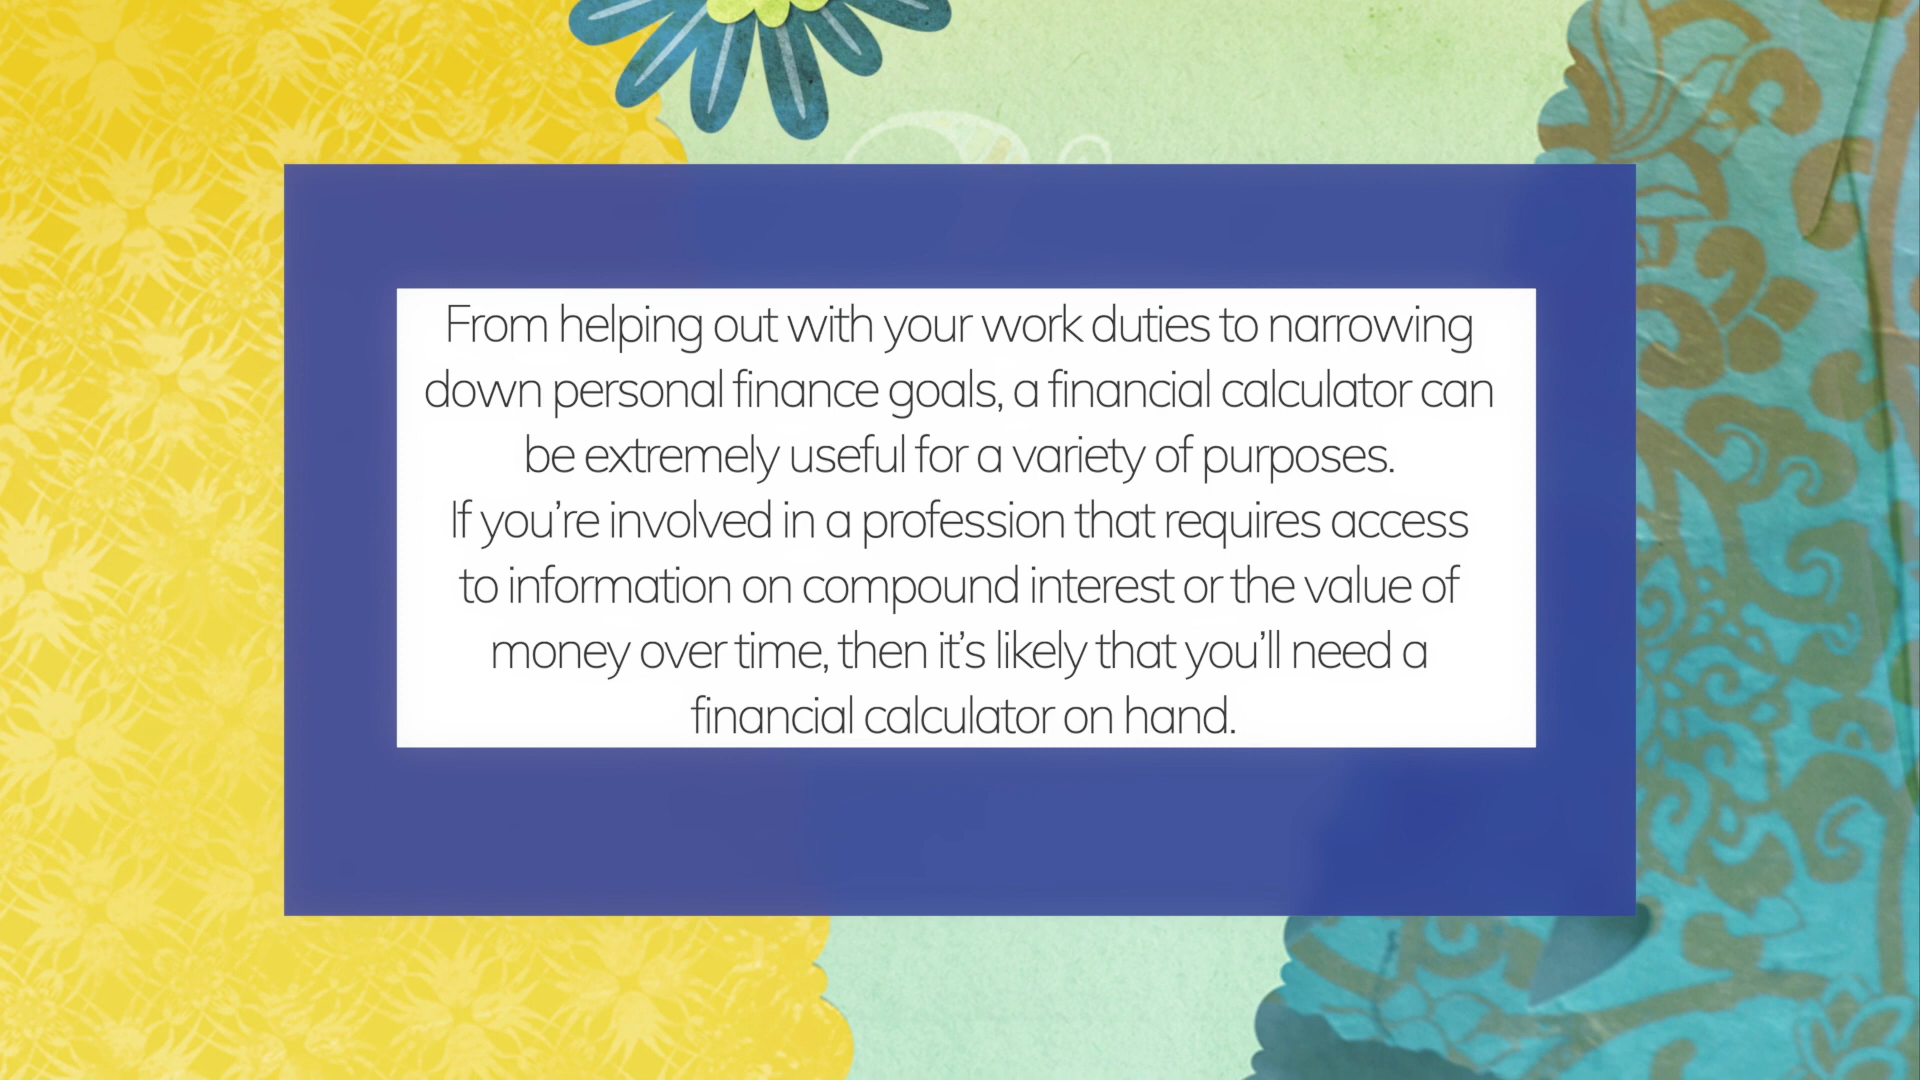 From helping out with your work duties to narrowing
down personal finance goals, a financial calculator can
be extremely useful for a variety of purposes.
If you’re involved in a profession that requires access
to information on compound interest or the value of
money over time, then it’s likely that you’ll need a
financial calculator on hand.